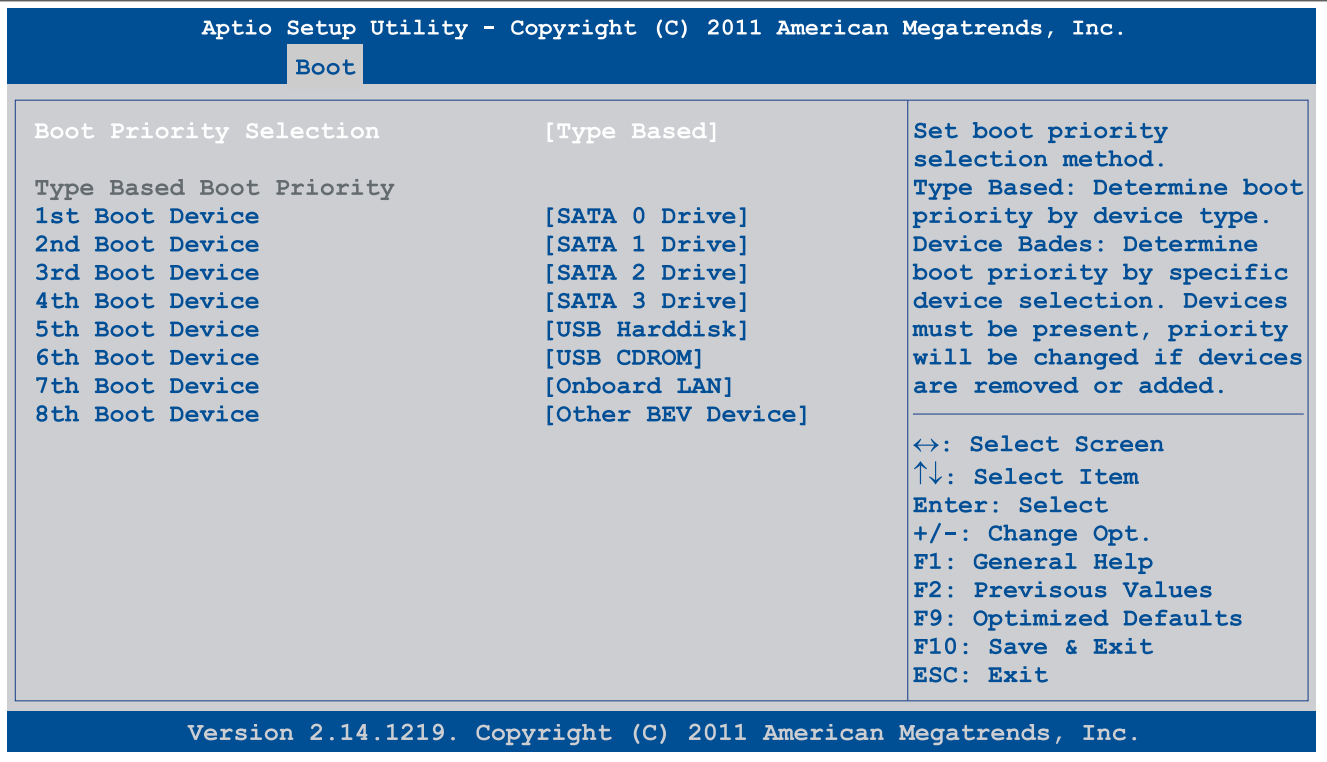 Aptio Setup Utility - Copyright (C) 2011 American Megatrends, Inc.
Boot
Boot Priority Selection [Type Based]
Type Based Boot Priority
1st Boot Device [SATA 0 Drive]
2nd Boot Device [SATA 1 Drive]
3rd Boot Device [SATA 2 Drive]
4th Boot Device [SATA 3 Drive]
5th Boot Device [USB Harddisk]
6th Boot Device [USB CDROM]
7th Boot Device [Onboard LAN]
8th Boot Device [Other BEV Device]
Set boot priority
selection method.
Type Based: Determine boot
priority by device type.
Device Bades: Determine
boot priority by specific
device selection. Devices
must be present, priority
will be changed if devices
are removed or added.
↔: Select Screen
↑↓: Select Item
Enter: Select
+/-: Change Opt.
F1: General Help
F2: Previsous Values
F9: Optimized Defaults
F10: Save & Exit
ESC: Exit
Version 2.14.1219. Copyright (C) 2011 American Megatrends, Inc.